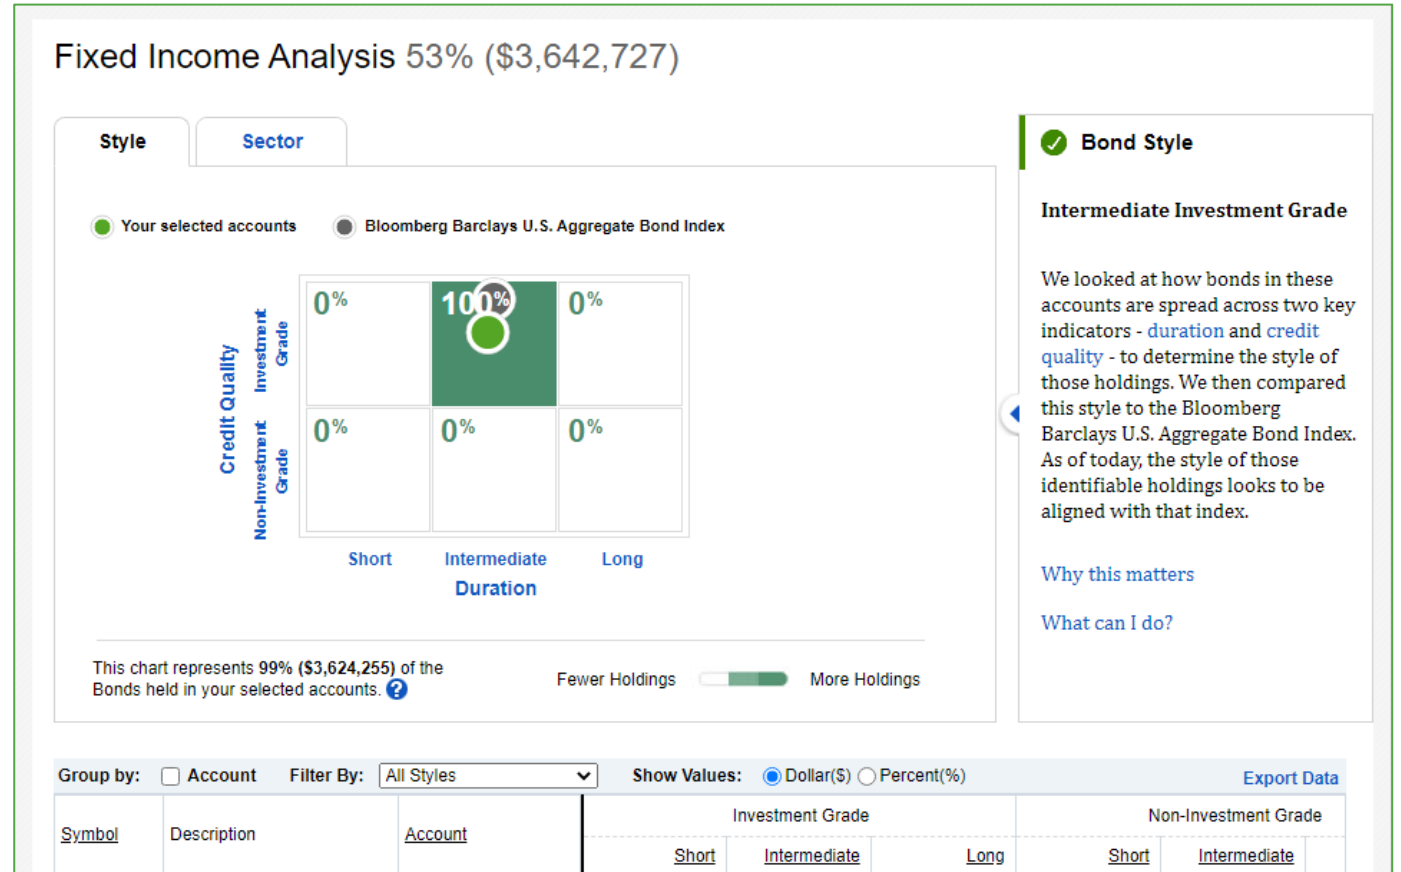 Fixed Income Analysis 53% ($3,642,727)
Style
Sector
Your selected accounts
Bloomberg Barclays U.S. Aggregate Bond Index
Credit Quality
Investment
Grade
Non-Investment
Grade
0%
100%
0%
0%
0%
0%
Short
Intermediate
Long
Duration
This chart represents 99% ($3,624,255) of the
Bonds held in your selected accounts. ?
Fewer Holdings
More Holdings
Bond Style
Intermediate Investment Grade
We looked at how bonds in these
accounts are spread across two key
indicators - duration and credit
quality - to determine the style of
those holdings. We then compared
this style to the Bloomberg
Barclays U.S. Aggregate Bond Index.
As of today, the style of those
identifiable holdings looks to be
aligned with that index.
Why this matters
What can I do?
Group by: Account Filter By: All Styles Show Values: Dollar($) Percent(%) Export Data
Investment Grade Non-Investment Grade
Symbol Description Account
Short Intermediate Long Short Intermediate